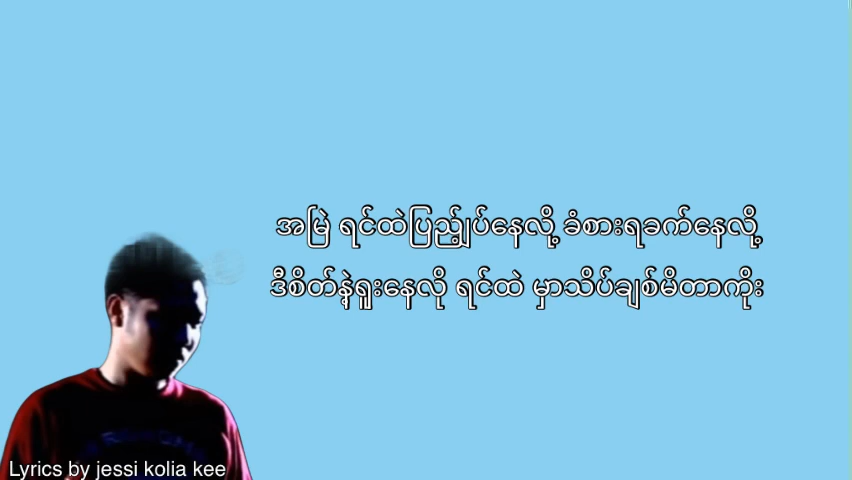 အမြဲ ရင်ထဲပြည့်ျပ်နေလို့ ခံစားရခက်နေလို့
ဒီစိတ်နဲ့ရူးနေလို ရင်ထဲ မှာသိပ်ချစ်မိတာကိုး
Lyrics by jessi kolia kee